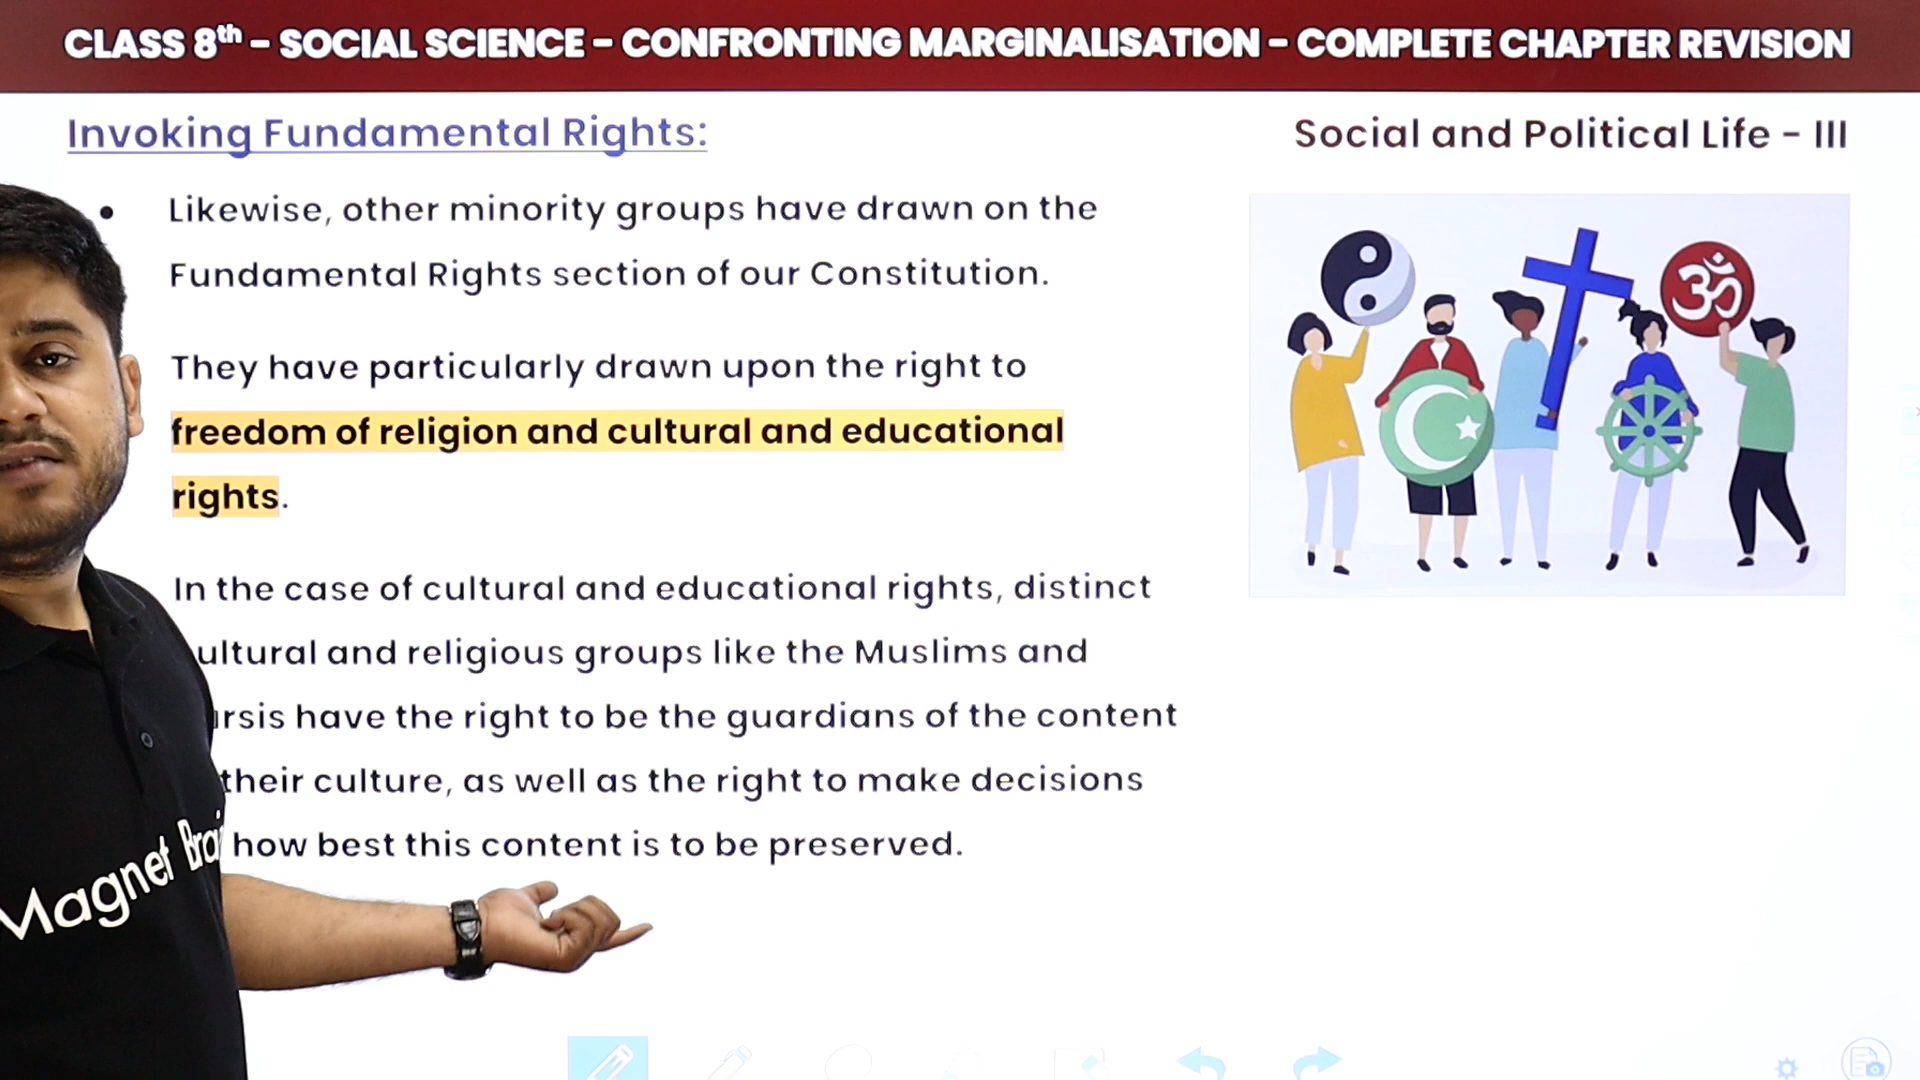 CLASS 8th – SOCIAL SCIENCE – CONFRONTING MARGINALISATION – COMPLETE CHAPTER REVISION
Invoking Fundamental Rights:
Social and Political Life – III
• Likewise, other minority groups have drawn on the
Fundamental Rights section of our Constitution.
They have particularly drawn upon the right to
freedom of religion and cultural and educational
rights.
In the case of cultural and educational rights, distinct
ultural and religious groups like the Muslims and
rsis have the right to be the guardians of the content
their culture, as well as the right to make decisions
how best this content is to be preserved.
ॐ
Magnet Brai